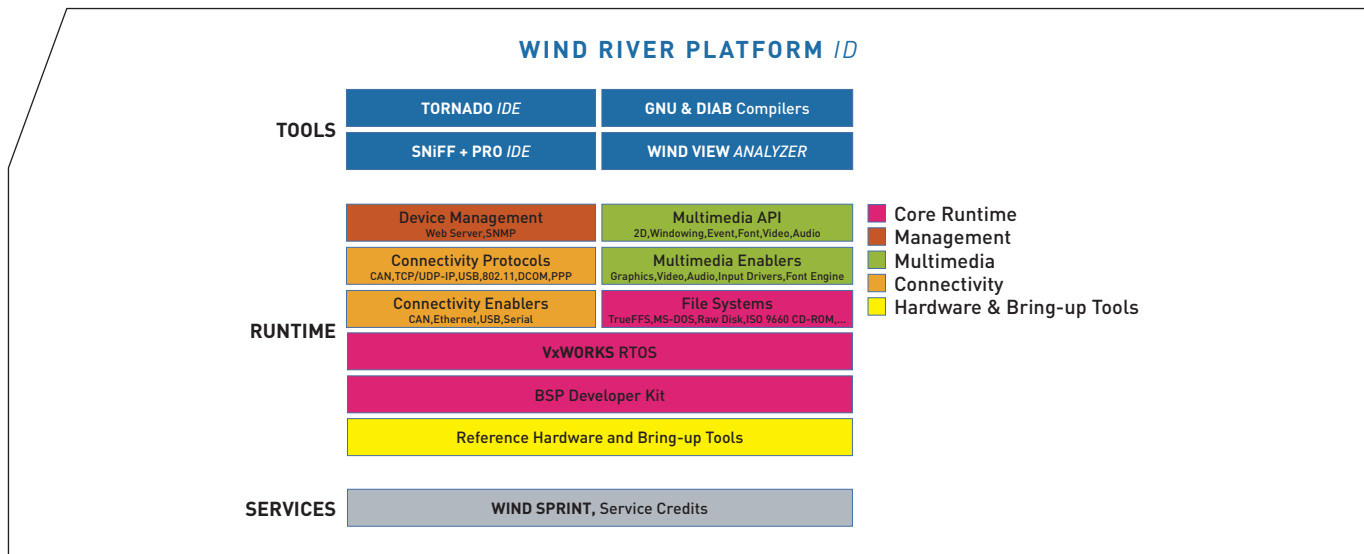 WIND RIVER PLATFORM ID
TOOLS
TORNADO IDE
GNU & DIAB Compilers
SNiFF + PRO IDE
WIND VIEW ANALYZER
RUNTIME
Device Management
Web Server,SNMP
Multimedia API
2D,Windowing,Event,Font,Video,Audio
Connectivity Protocols
CAN,TCP/UDP-IP,USB,802.11,DCOM,PPP
Multimedia Enablers
Graphics,Video,Audio,Input Drivers,Font Engine
Connectivity Enablers
CAN,Ethernet,USB,Serial
File Systems
TrueFFS,MS-DOS,Raw Disk,ISO 9660 CD-ROM,...
VxWORKS RTOS
BSP Developer Kit
Reference Hardware and Bring-up Tools
Core Runtime
Management
Multimedia
Connectivity
Hardware & Bring-up Tools
SERVICES
WIND SPRINT, Service Credits